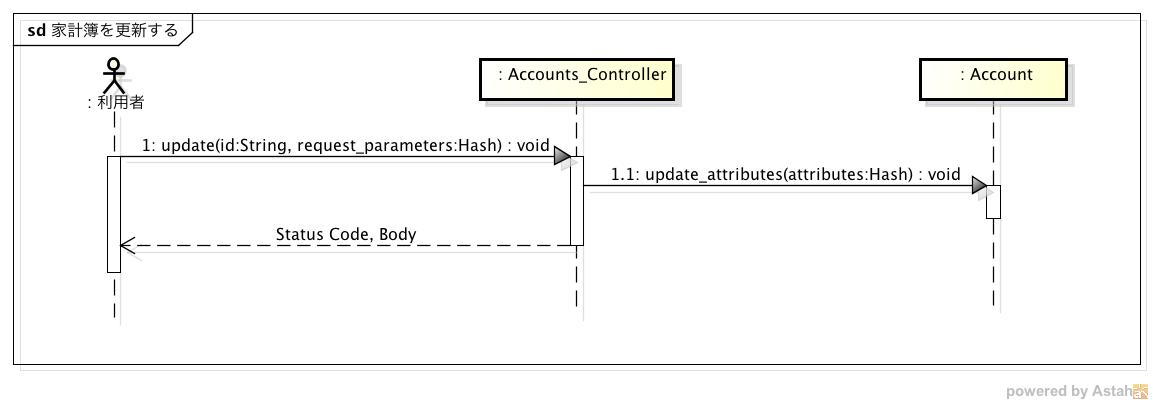 sd 家計簿を更新する
: 利用者
: Accounts_Controller
: Account
1: update(id:String, request_parameters:Hash) : void
1.1: update_attributes(attributes:Hash) : void
Status Code, Body
powered by Astah